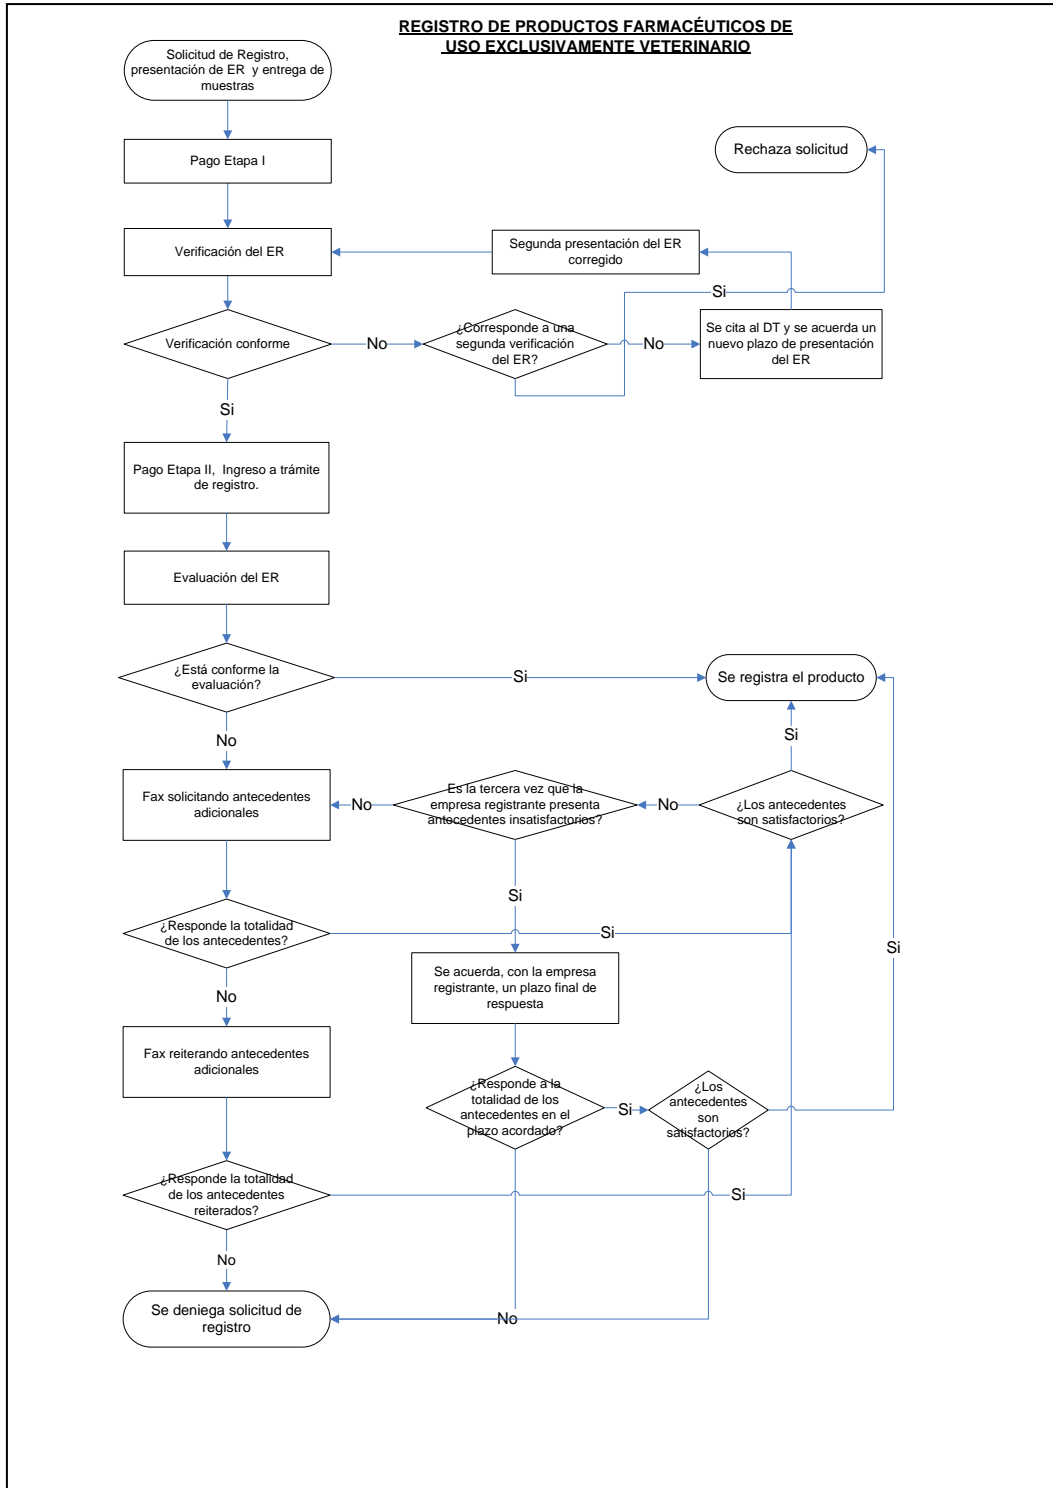 REGISTRO DE PRODUCTOS FARMACÉUTICOS DE
USO EXCLUSIVAMENTE VETERINARIO
Solicitud de Registro,
presentación de ER y entrega de
muestras
Pago Etapa I
Rechaza solicitud
Verificación del ER
Segunda presentación del ER
corregido
Si
Verificación conforme
No
¿Corresponde a una
segunda verificación
del ER?
No
Se cita al DT y se acuerda un
nuevo plazo de presentación
del ER
Si
Pago Etapa II, Ingreso a trámite
de registro.
Evaluación del ER
¿Está conforme la
evaluación?
Si
Se registra el producto
No
Si
Fax solicitando antecedentes
adicionales
No
Es la tercera vez que la
empresa registrante presenta
antocedentes insatisfactorios?
No
¿Los antecedentes
son satisfactorios?
Si
¿Responde la totalidad
de los antecedentes?
Si
Si
No
Se acuerda, con la empresa
registrante, un plazo final de
respuesta
Fax reiterando antecedentes
adicionales
¿Responde a la
totalidad de los
antecedentes en el
plazo acordado?
Si
¿Los
antecedentes
son
satisfactorios?
¿Responde la totalidad
de los antecedentes
reiterados?
Si
No
Se deniega solicitud de
registro
No